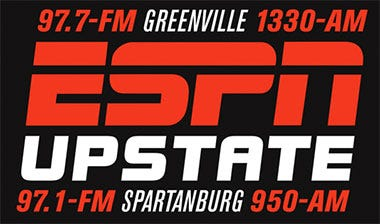 97.7-FM GREENVILLE 1330-AM
ESPN
UPSTATE
97.1-FM SPARTANBURG 950-AM